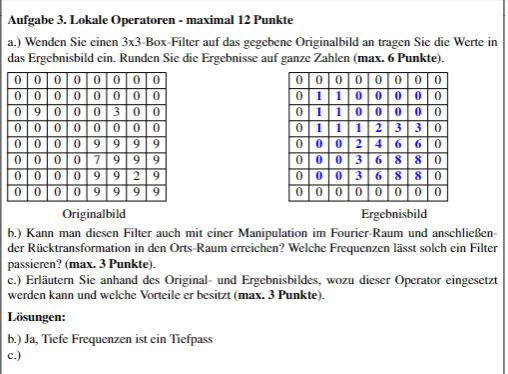 Aufgabe 3. Lokale Operatoren - maximal 12 Punkte
a.) Wenden Sie einen 3x3-Box-Filter auf das gegebene Originalbild an tragen Sie die Werte in
das Ergebnisbild ein. Runden Sie die Ergebnisse auf ganze Zahlen (max. 6 Punkte).
0 0 0 0 0 0 0 0
0 0 0 0 0 0 0 0
0 9 0 0 0 3 0 0
0 0 0 0 0 0 0 0
0 0 0 0 9 9 9 9
0 0 0 0 7 9 9 9
0 0 0 0 9 9 2 9
0 0 0 0 9 9 9 9
Originalbild
0 0 0 0 0 0 0 0
0 1 1 0 0 0 0 0
0 1 1 0 0 0 0 0
0 1 1 1 2 3 3 0
0 0 0 2 4 6 6 0
0 0 0 3 6 8 8 0
0 0 0 3 6 8 8 0
0 0 0 0 0 0 0 0
Ergebnisbild
b.) Kann man diesen Filter auch mit einer Manipulation im Fourier-Raum und anschließen-
der Rücktransformation in den Orts-Raum erreichen? Welche Frequenzen lässt solch ein Filter
passieren? (max. 3 Punkte).
c.) Erläutern Sie anhand des Original- und Ergebnisbildes, wozu dieser Operator eingesetzt
werden kann und welche Vorteile er besitzt (max. 3 Punkte).
Lösungen:
b.) Ja, Tiefe Frequenzen ist ein Tiefpass
c.)